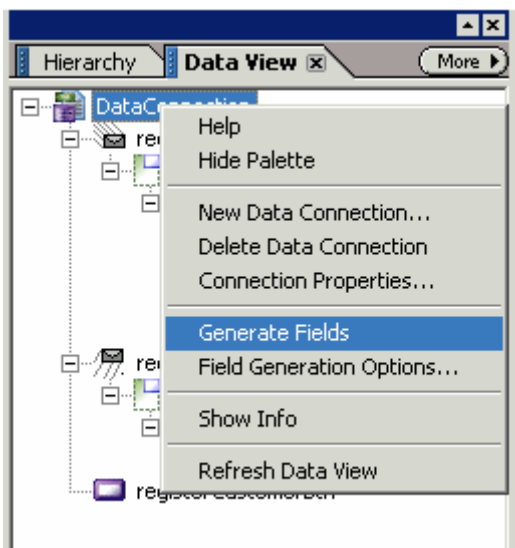 Hierarchy Data View More
DataConnection
Help
Hide Palette
New Data Connection...
Delete Data Connection
Connection Properties...
Generate Fields
Field Generation Options...
Show Info
Refresh Data View